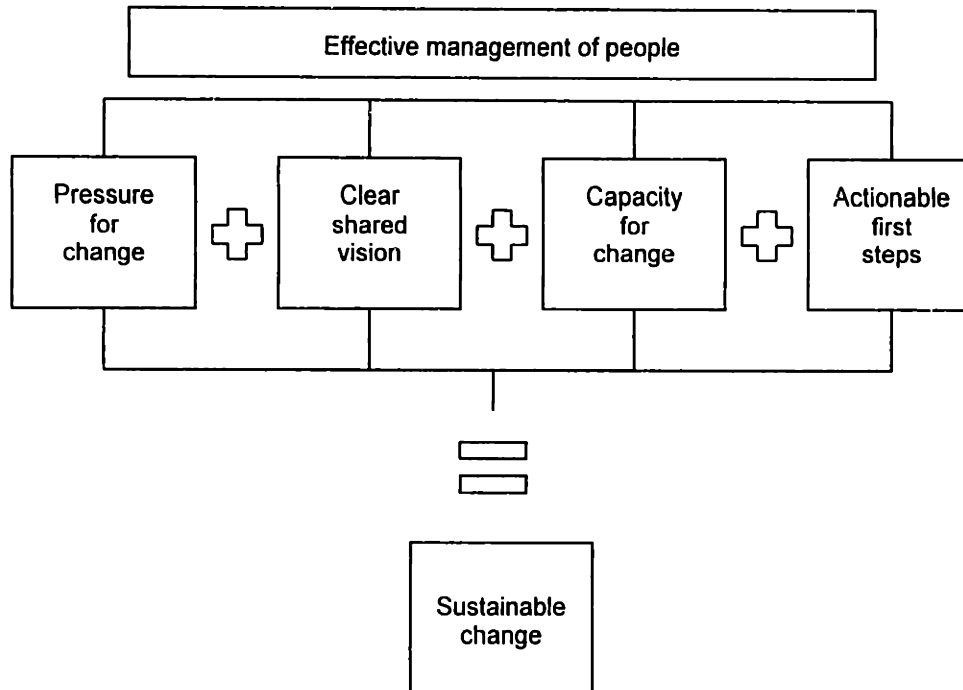 Effective management of people
Pressure
for
change
Clear
shared
vision
Capacity
for
change
Actionable
first
steps
Sustainable
change